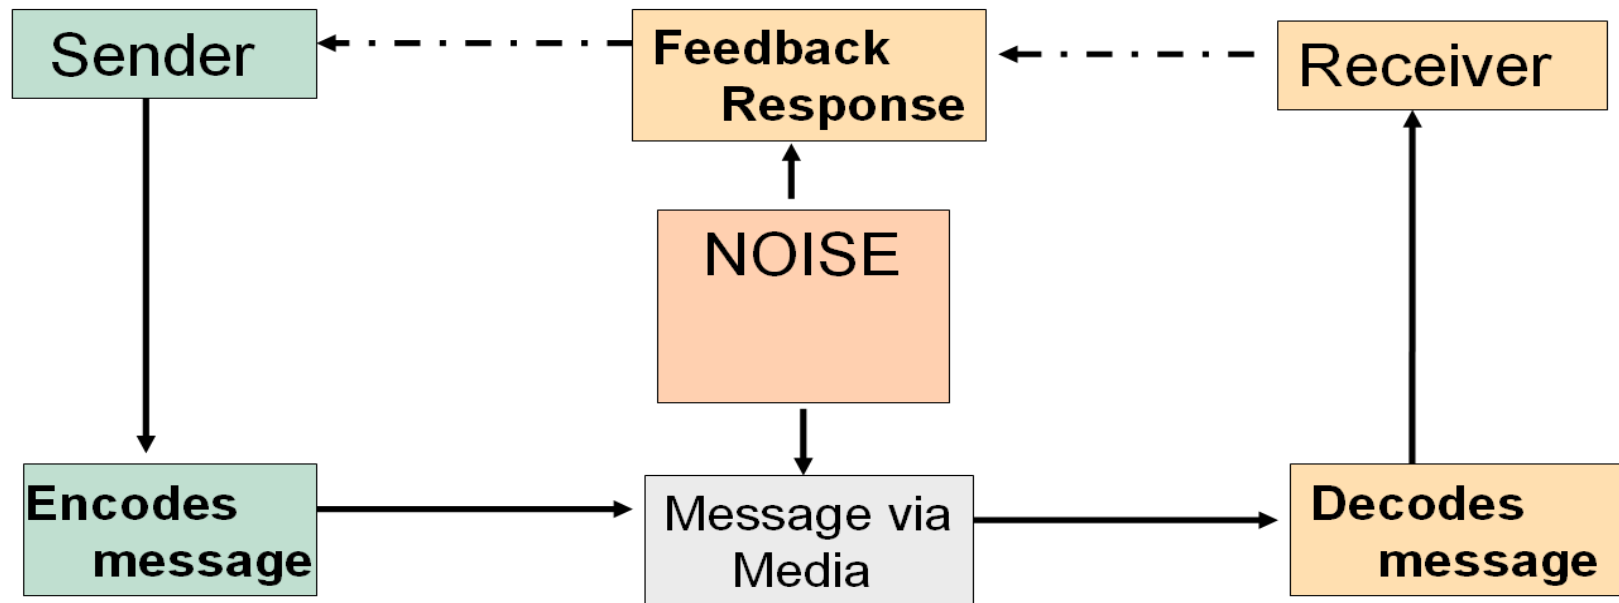 Sender
Feedback
Response
Receiver
NOISE
Encodes
message
Message via
Media
Decodes
message